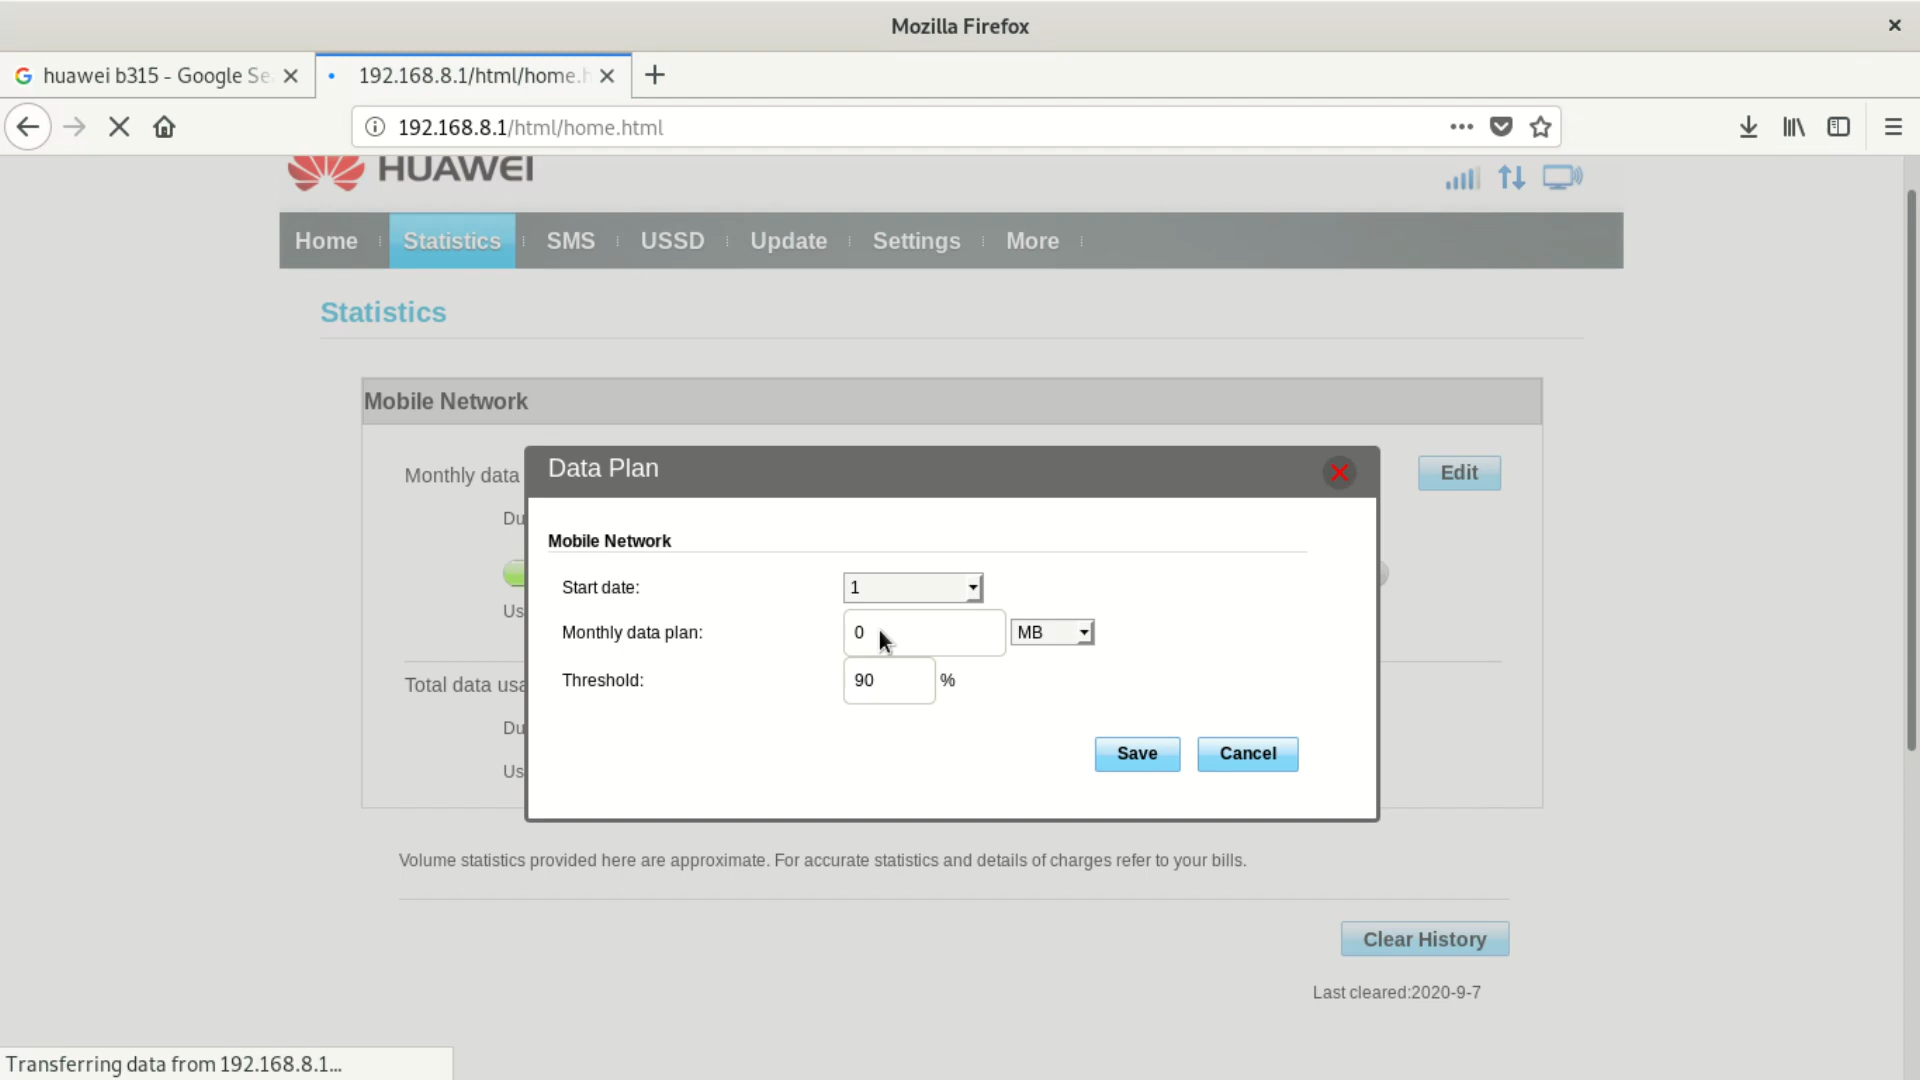 Mozilla Firefox
huawei b315 - Google Se
192.168.8.1/html/home.h
192.168.8.1/html/home.html
HUAWEI
Home Statistics SMS USSD Update Settings More
Statistics
Mobile Network
Monthly data
Edit
Du
Us
Total data usa
Du
Us
Data Plan
Mobile Network
Start date: 1
Monthly data plan: 0 MB
Threshold: 90 %
Save Cancel
Volume statistics provided here are approximate. For accurate statistics and details of charges refer to your bills.
Clear History
Last cleared:2020-9-7
Transferring data from 192.168.8.1...